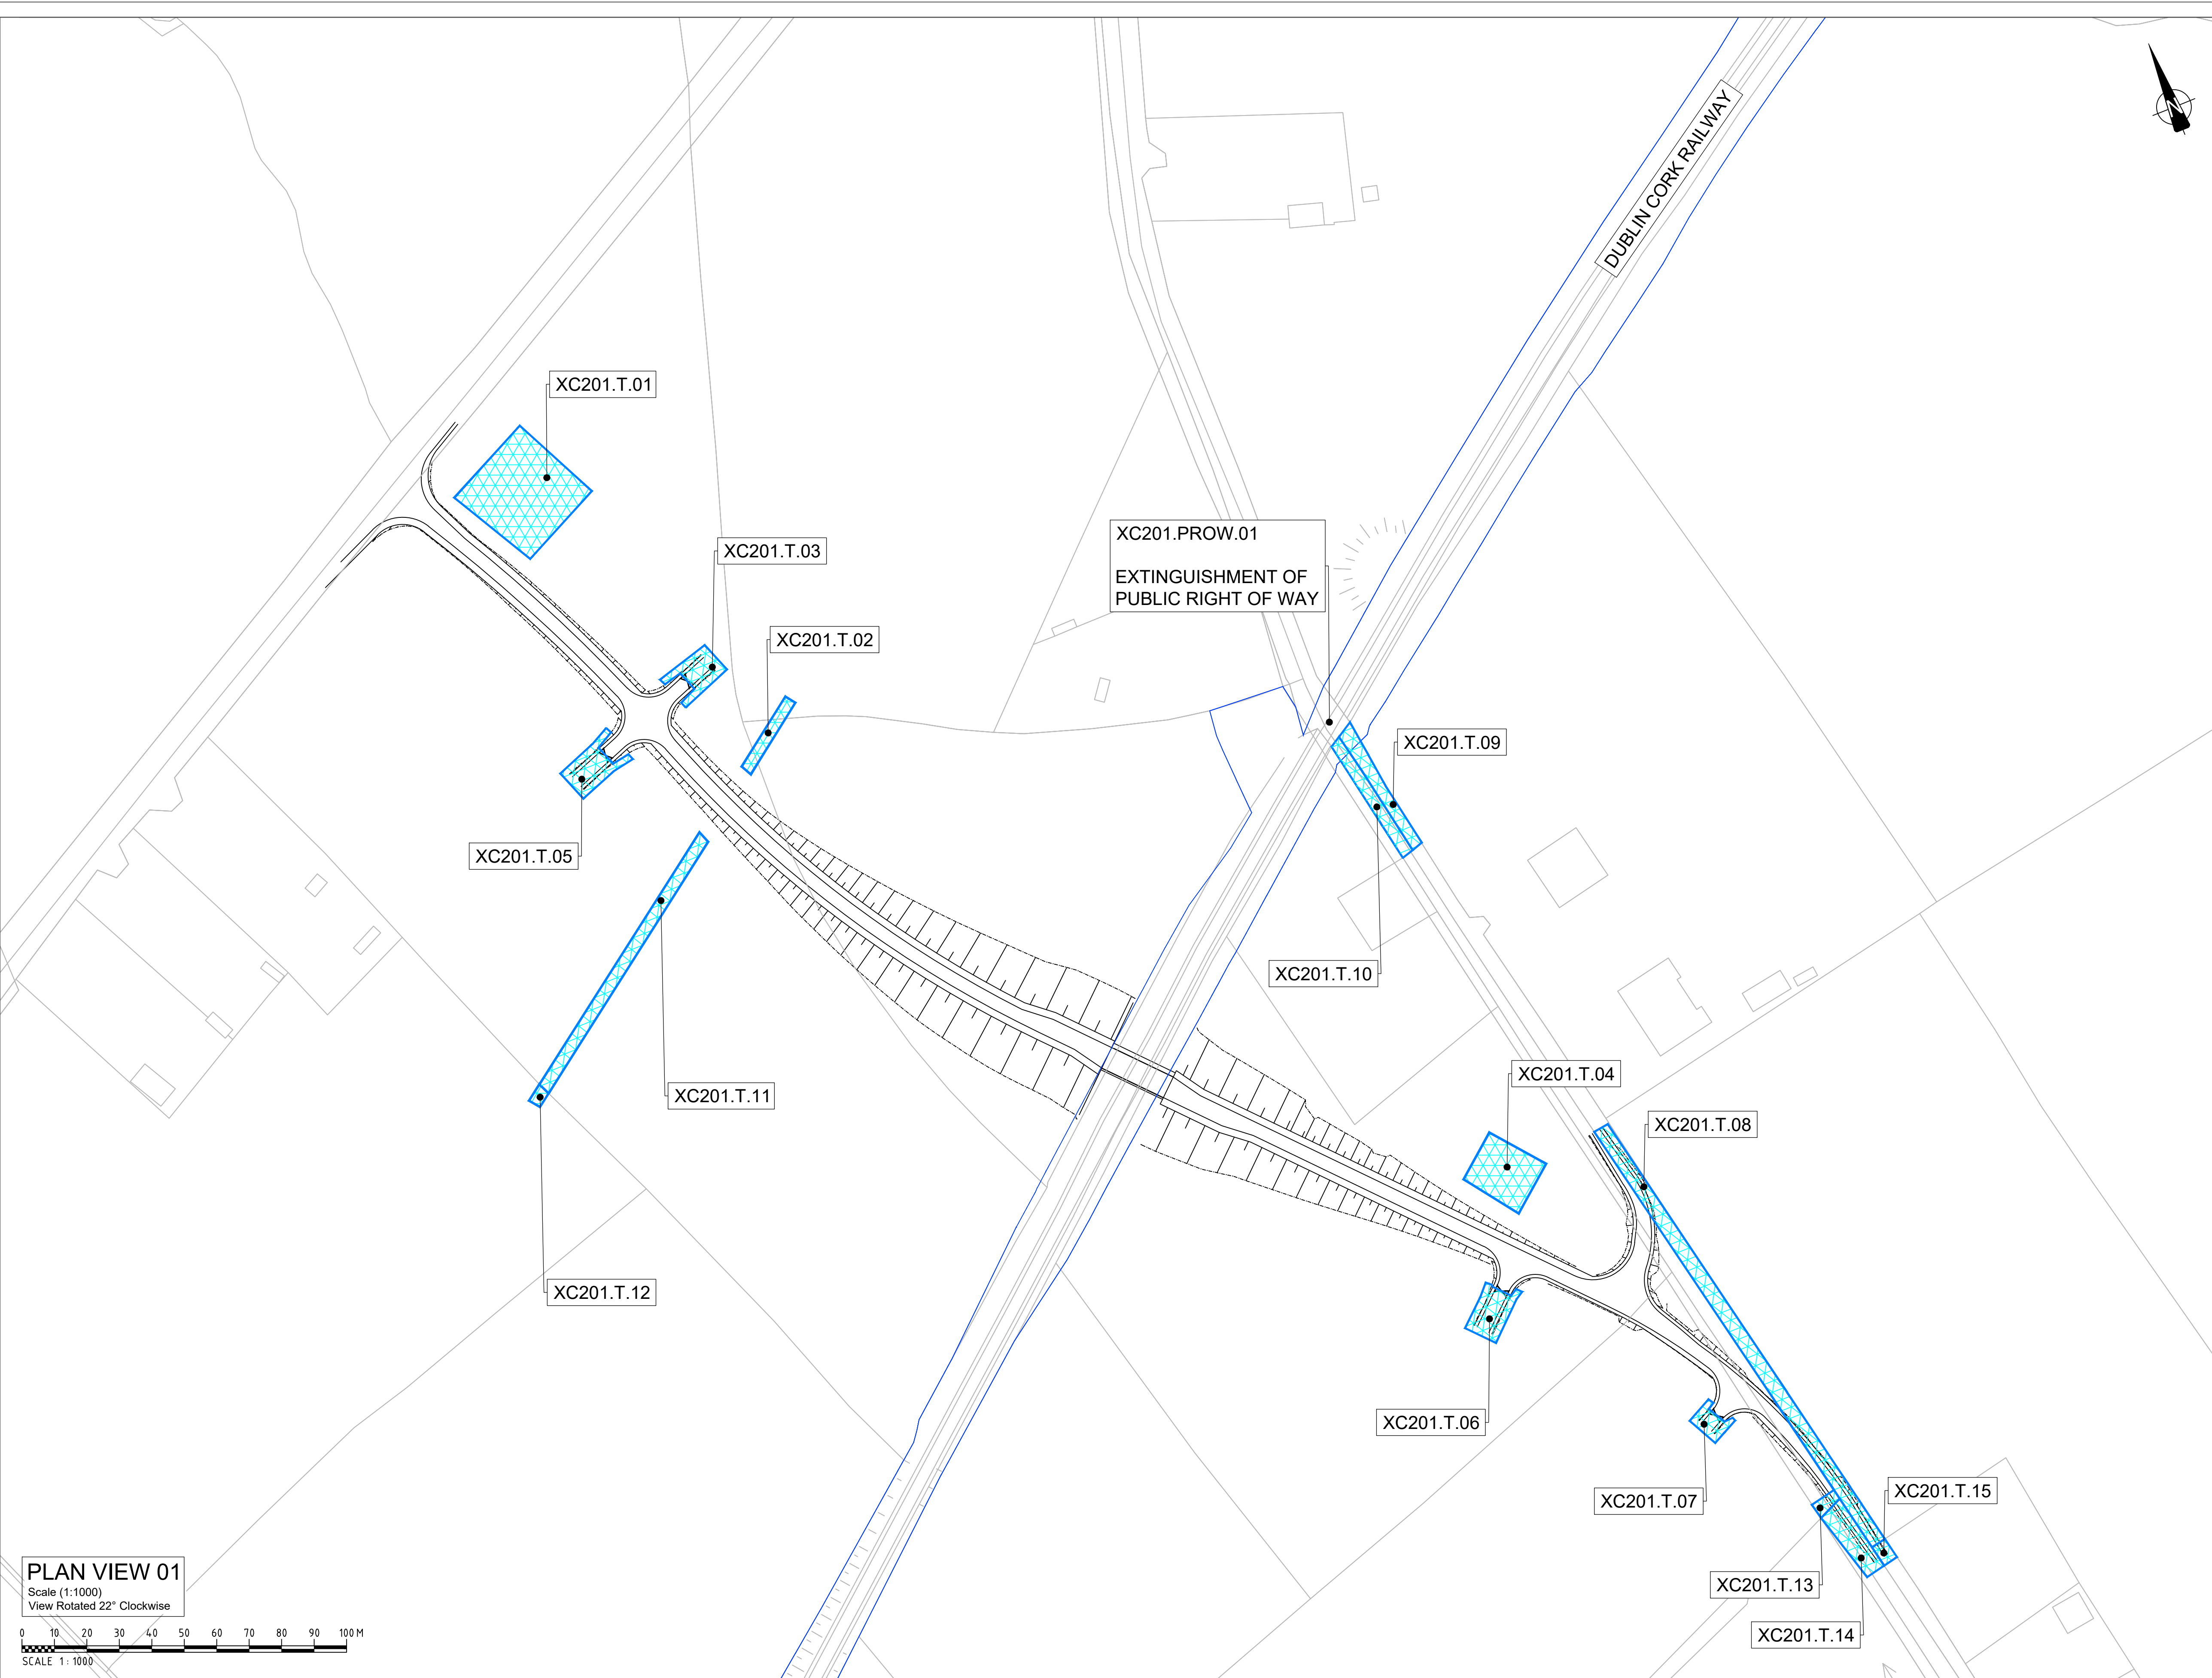 DUBLIN CORK RAILWAY
N
XC201.T.01
XC201.PROW.01
EXTINGUISHMENT OF
PUBLIC RIGHT OF WAY
XC201.T.03
XC201.T.02
XC201.T.09
XC201.T.05
XC201.T.10
XC201.T.04
XC201.T.11
XC201.T.08
XC201.T.12
XC201.T.06
XC201.T.07
XC201.T.15
XC201.T.13
XC201.T.14
PLAN VIEW 01
Scale (1:1000)
View Rotated 22° Clockwise
0 10 20 30 40 50 60 70 80 90 100 M
SCALE 1:1000